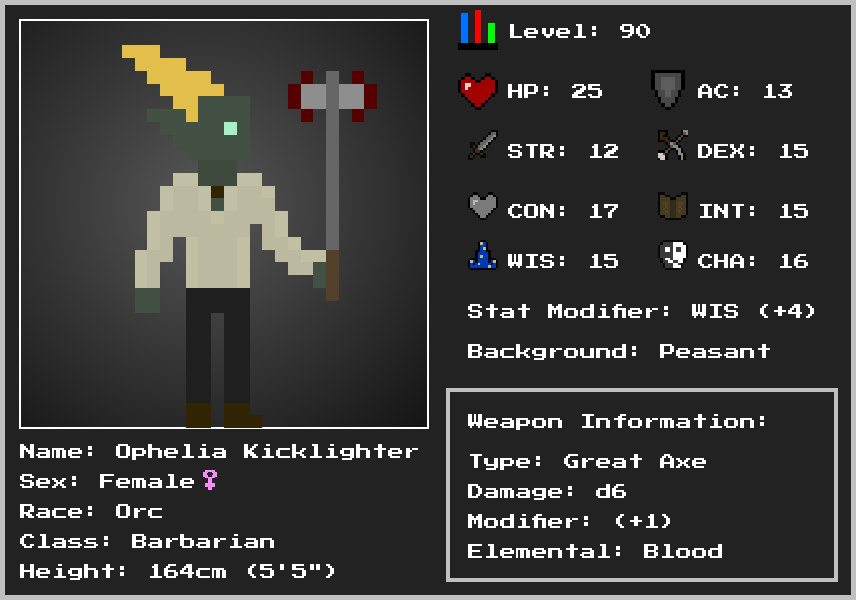 Level: 90
HP: 25 AC: 13
STR: 12 DEX: 15
CON: 17 INT: 15
WIS: 15 CHA: 16
Stat Modifier: WIS (+4)
Background: Peasant
Weapon Information:
Type: Great Axe
Damage: d6
Modifier: (+1)
Elemental: Blood
Name: Ophelia Kicklighter
Sex: Female♀
Race: Orc
Class: Barbarian
Height: 164cm (5'5")